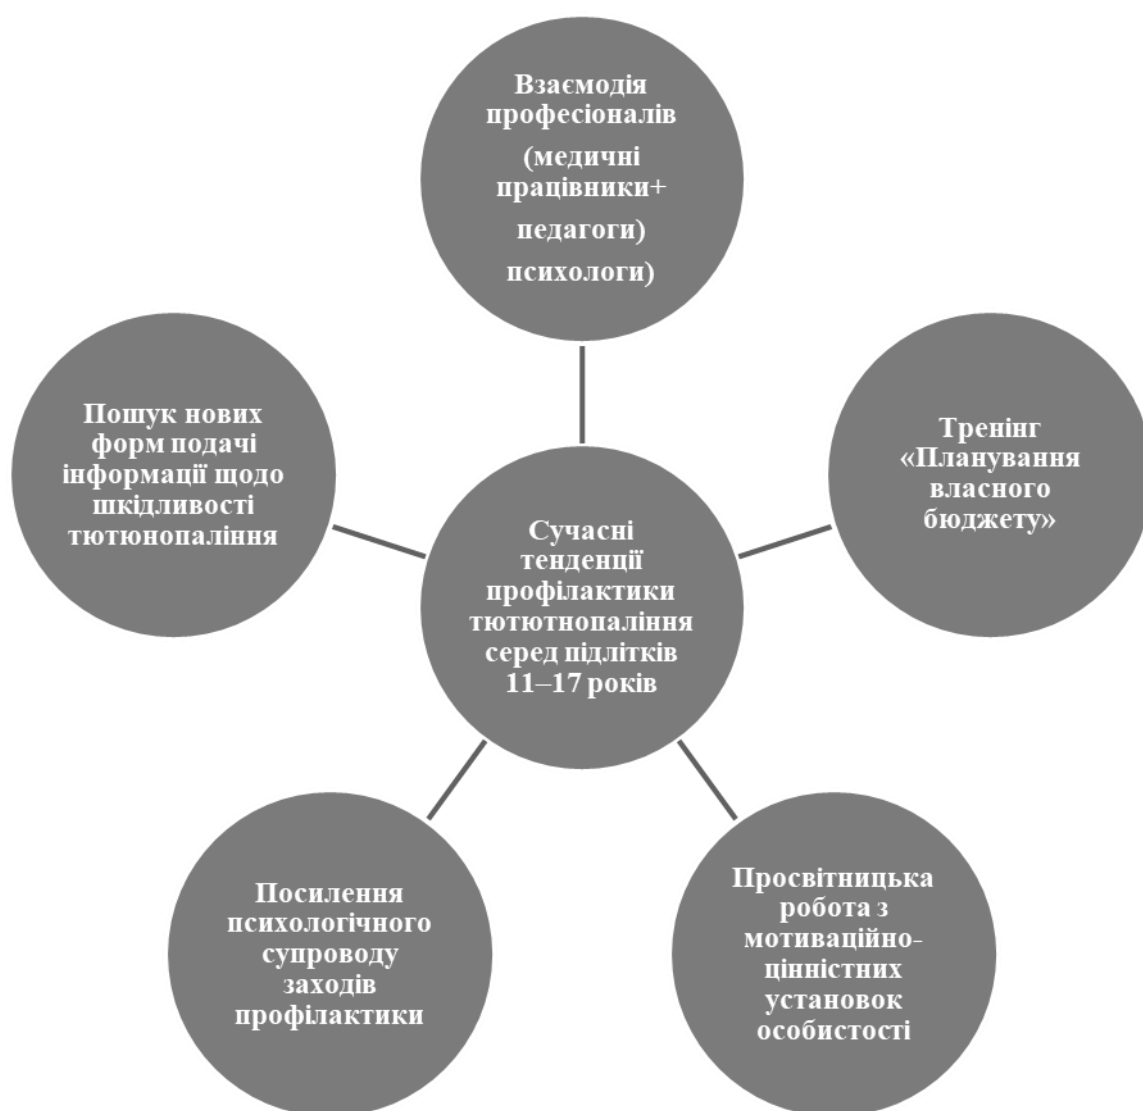 Взаємодія
професіоналів
(медичні
працівники+
педагоги)
психологи)
Пошук нових
форм подачі
інформації щодо
шкідливості
тютюнопаління
Тренінг
«Планування
власного
бюджету»
Сучасні
тенденції
профілактики
тютютнопаління
серед підлітків
11–17 років
Посилення
психологічного
супроводу
заходів
профілактики
Просвітницька
робота з
мотиваційно-
цінністних
установок
особистості